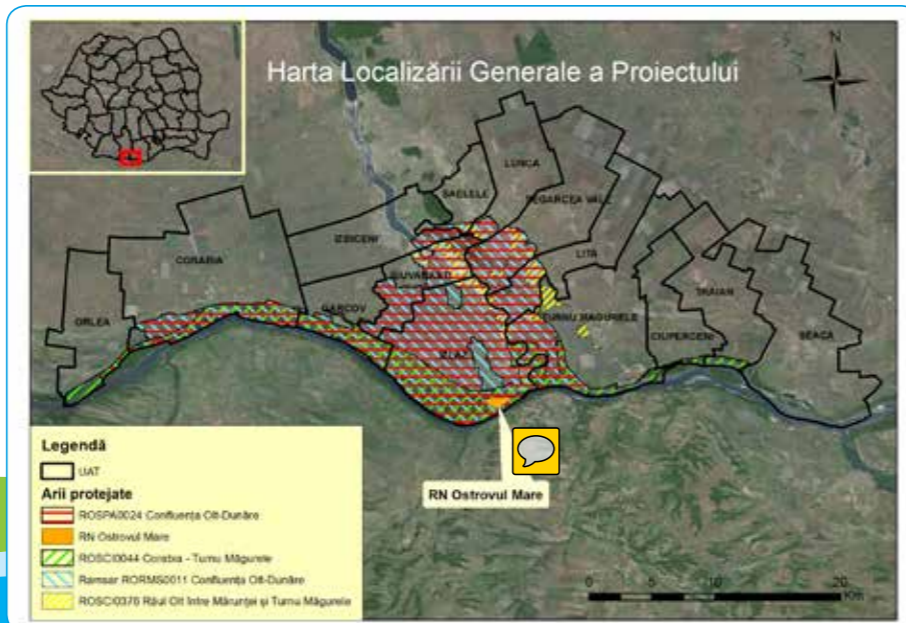 Harta Localizării Generale a Proiectului
N
LUNCA
SAELELE
SEGARCEA VALE
IZBICENI
LITA
CORABIA
GIUVARASTI
TRAIAN
GARCOV
TURNU MAGURELE
ORLEA
CIUPERCENI
SEACA
ISLAZ
Legendă
UAT
Arii protejate
ROSPA0024 Confluența Olt-Dunăre
RN Ostrovul Mare
ROSCI0044 Corabia - Turnu Măgurele
Ramsar RORMS0011 Confluența Olt-Dunăre
ROSCI0376 Râul Olt între Mărunței și Turnu Măgurele
RN Ostrovul Mare
0 5 10 20
Km